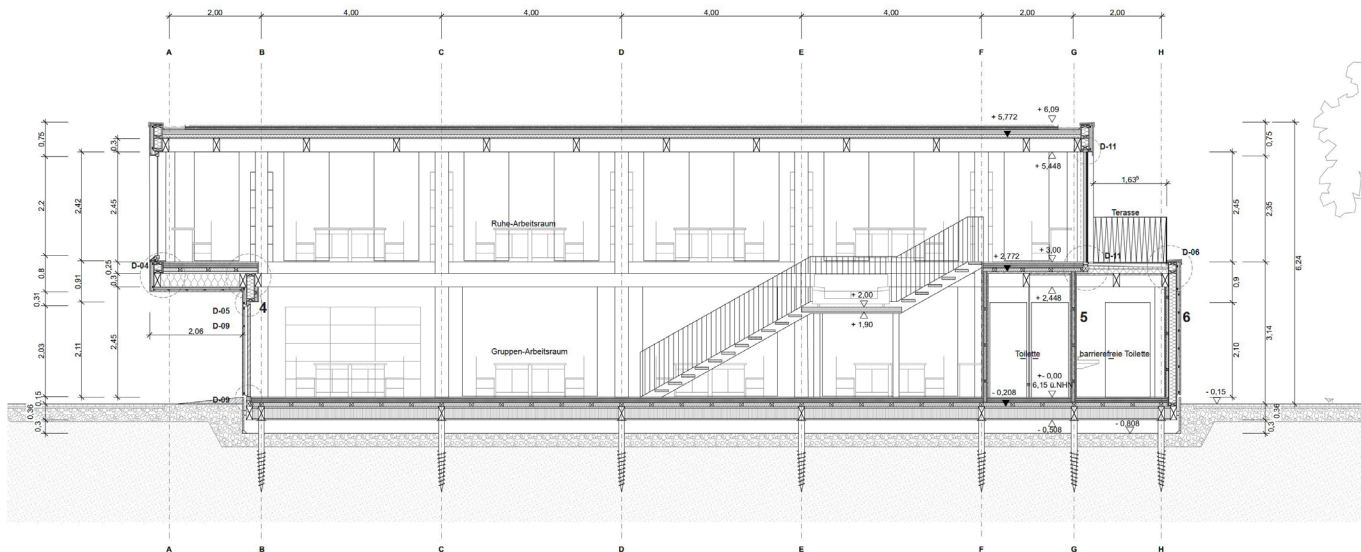 2,00 4,00 4,00 4,00 4,00 2,00 2,00
A B C D E F G H
+ 6,09
+ 5,772
D-11
+ 5,448
1,63⁹
Terasse
Ruhe-Arbeitsraum
0,75
0,3
2,2
2,42
2,45
0,75
2,45
2,35
6,24
+ 3,00
D-04
+ 2,772
D-11
D-06
0,8
0,91
0,25
0,3
0,31
+ 2,448
0,9
D-05
4
+ 2,00
5
6
D-09
+ 1,90
2,06
2,03
2,11
2,45
Gruppen-Arbeitsraum
Toilette
barrierefreie Toilette
2,10
3,14
+- 0,00
= 6,15 ü.NHN
D-09
- 0,208
- 0,15
0,15
0,36
0,3
- 0,508
- 0,808
0,36
0,3
A B C D E F G H